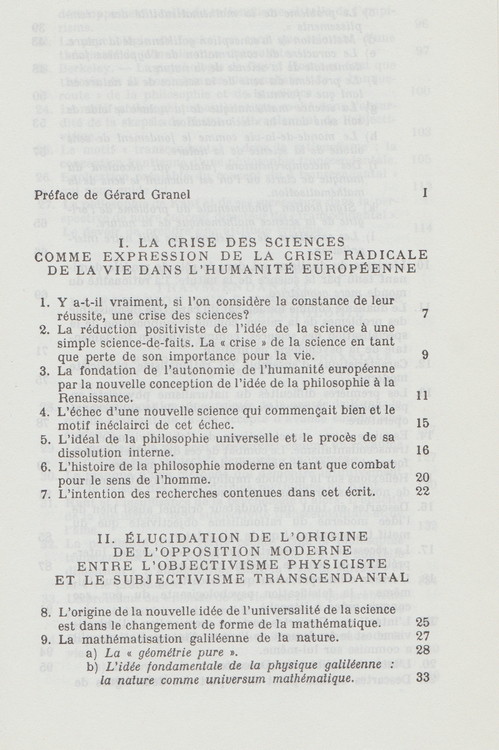 Préface de Gérard Granel I
I. LA CRISE DES SCIENCES
COMME EXPRESSION DE LA CRISE RADICALE
DE LA VIE DANS L'HUMANITÉ EUROPÉENNE
1. Y a-t-il vraiment, si l'on considère la constance de leur
réussite, une crise des sciences? 7
2. La réduction positiviste de l'idée de la science à une
simple science-de-faits. La « crise » de la science en tant
que perte de son importance pour la vie. 9
3. La fondation de l'autonomie de l'humanité européenne
par la nouvelle conception de l'idée de la philosophie à la
Renaissance. 11
4. L'échec d'une nouvelle science qui commençait bien et le
motif inéclairci de cet échec. 15
5. L'idéal de la philosophie universelle et le procès de sa
dissolution interne. 16
6. L'histoire de la philosophie moderne en tant que combat
pour le sens de l'homme. 20
7. L'intention des recherches contenues dans cet écrit. 22
II. ÉLUCIDATION DE L'ORIGINE
DE L'OPPOSITION MODERNE
ENTRE L'OBJECTIVISME PHYSICISTE
ET LE SUBJECTIVISME TRANSCENDANTAL
8. L'origine de la nouvelle idée de l'universalité de la science
est dans le changement de forme de la mathématique. 25
9. La mathématisation galiléenne de la nature. 27
a) La « géométrie pure ». 28
b) L'idée fondamentale de la physique galiléenne :
la nature comme universum mathématique. 33